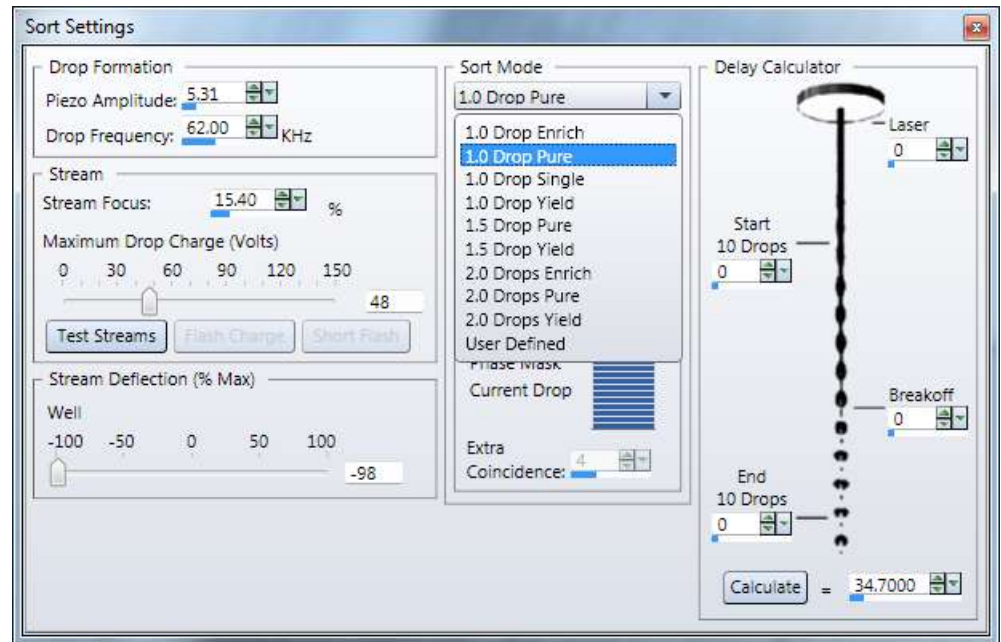 Sort Settings
Drop Formation
Piezo Amplitude: 5.31
Drop Frequency: 62.00 KHz
Stream
Stream Focus: 15.40 %
Maximum Drop Charge (Volts)
0 30 60 90 120 150
48
Test Streams Flash Charge Short Flash
Stream Deflection (% Max)
Well
-100 -50 0 50 100
-98
Sort Mode
1.0 Drop Pure
1.0 Drop Enrich
1.0 Drop Pure
1.0 Drop Single
1.0 Drop Yield
1.5 Drop Pure
1.5 Drop Yield
2.0 Drops Enrich
2.0 Drops Pure
2.0 Drops Yield
User Defined
Phase Mask
Current Drop
Extra
Coincidence: 4
Delay Calculator
Laser
0
Start
10 Drops
0
Breakoff
0
End
10 Drops
0
Calculate = 34.7000